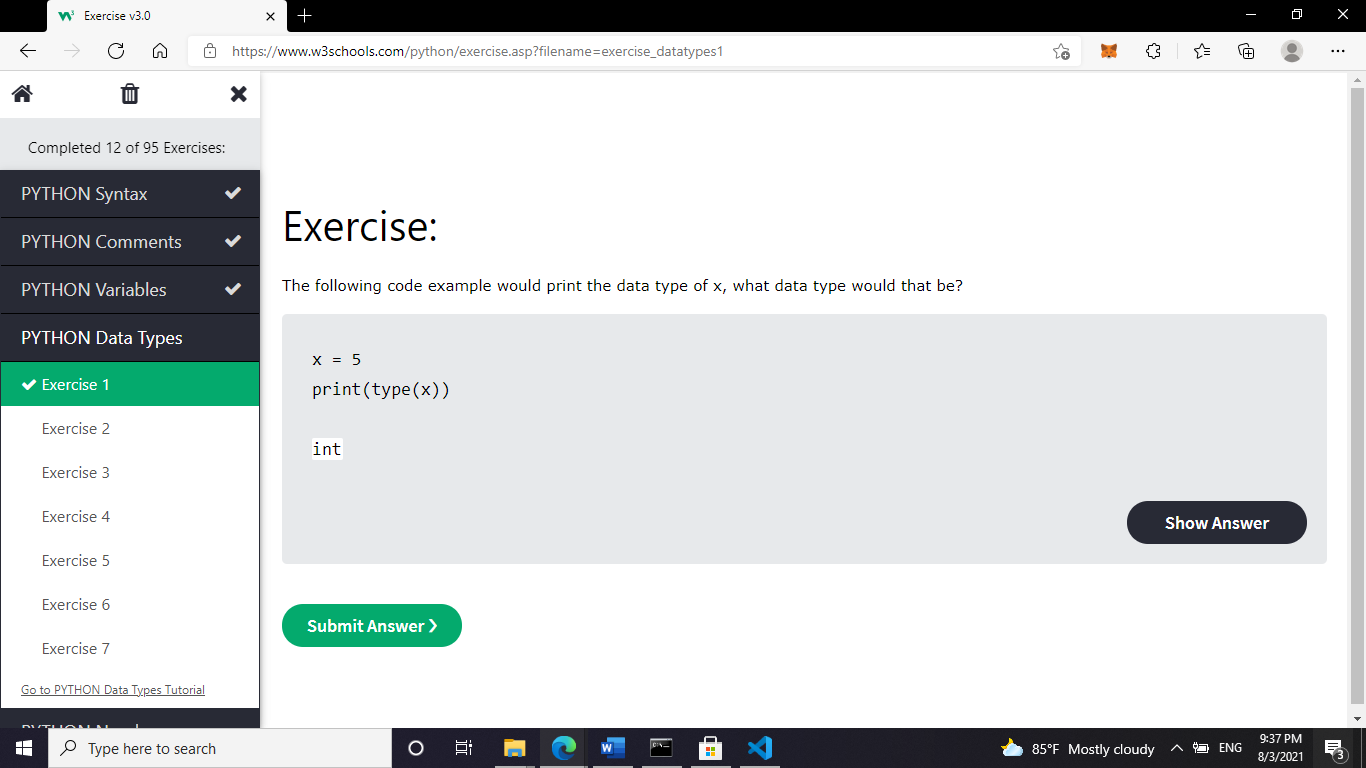 Exercise v3.0
https://www.w3schools.com/python/exercise.asp?filename=exercise_datatypes1
Completed 12 of 95 Exercises:
PYTHON Syntax
PYTHON Comments
PYTHON Variables
PYTHON Data Types
Exercise 1
Exercise 2
Exercise 3
Exercise 4
Exercise 5
Exercise 6
Exercise 7
Go to PYTHON Data Types Tutorial
Exercise:
The following code example would print the data type of x, what data type would that be?
x = 5
print(type(x))
int
Show Answer
Submit Answer ❯
Type here to search
85°F Mostly cloudy
ENG
9:37 PM
8/3/2021
3